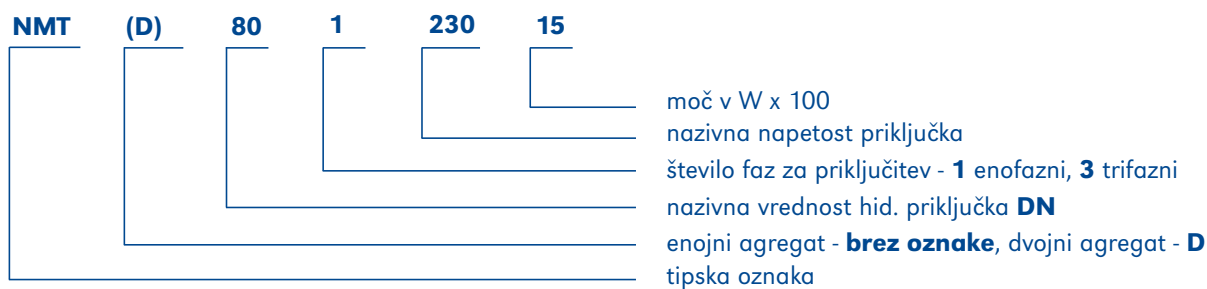 NMT (D) 80 1 230 15
moč v W x 100
nazivna napetost priključka
število faz za priključitev - 1 enofazni, 3 trifazni
nazivna vrednost hid. priključka DN
enojni agregat - brez oznake, dvojni agregat - D
tipska oznaka